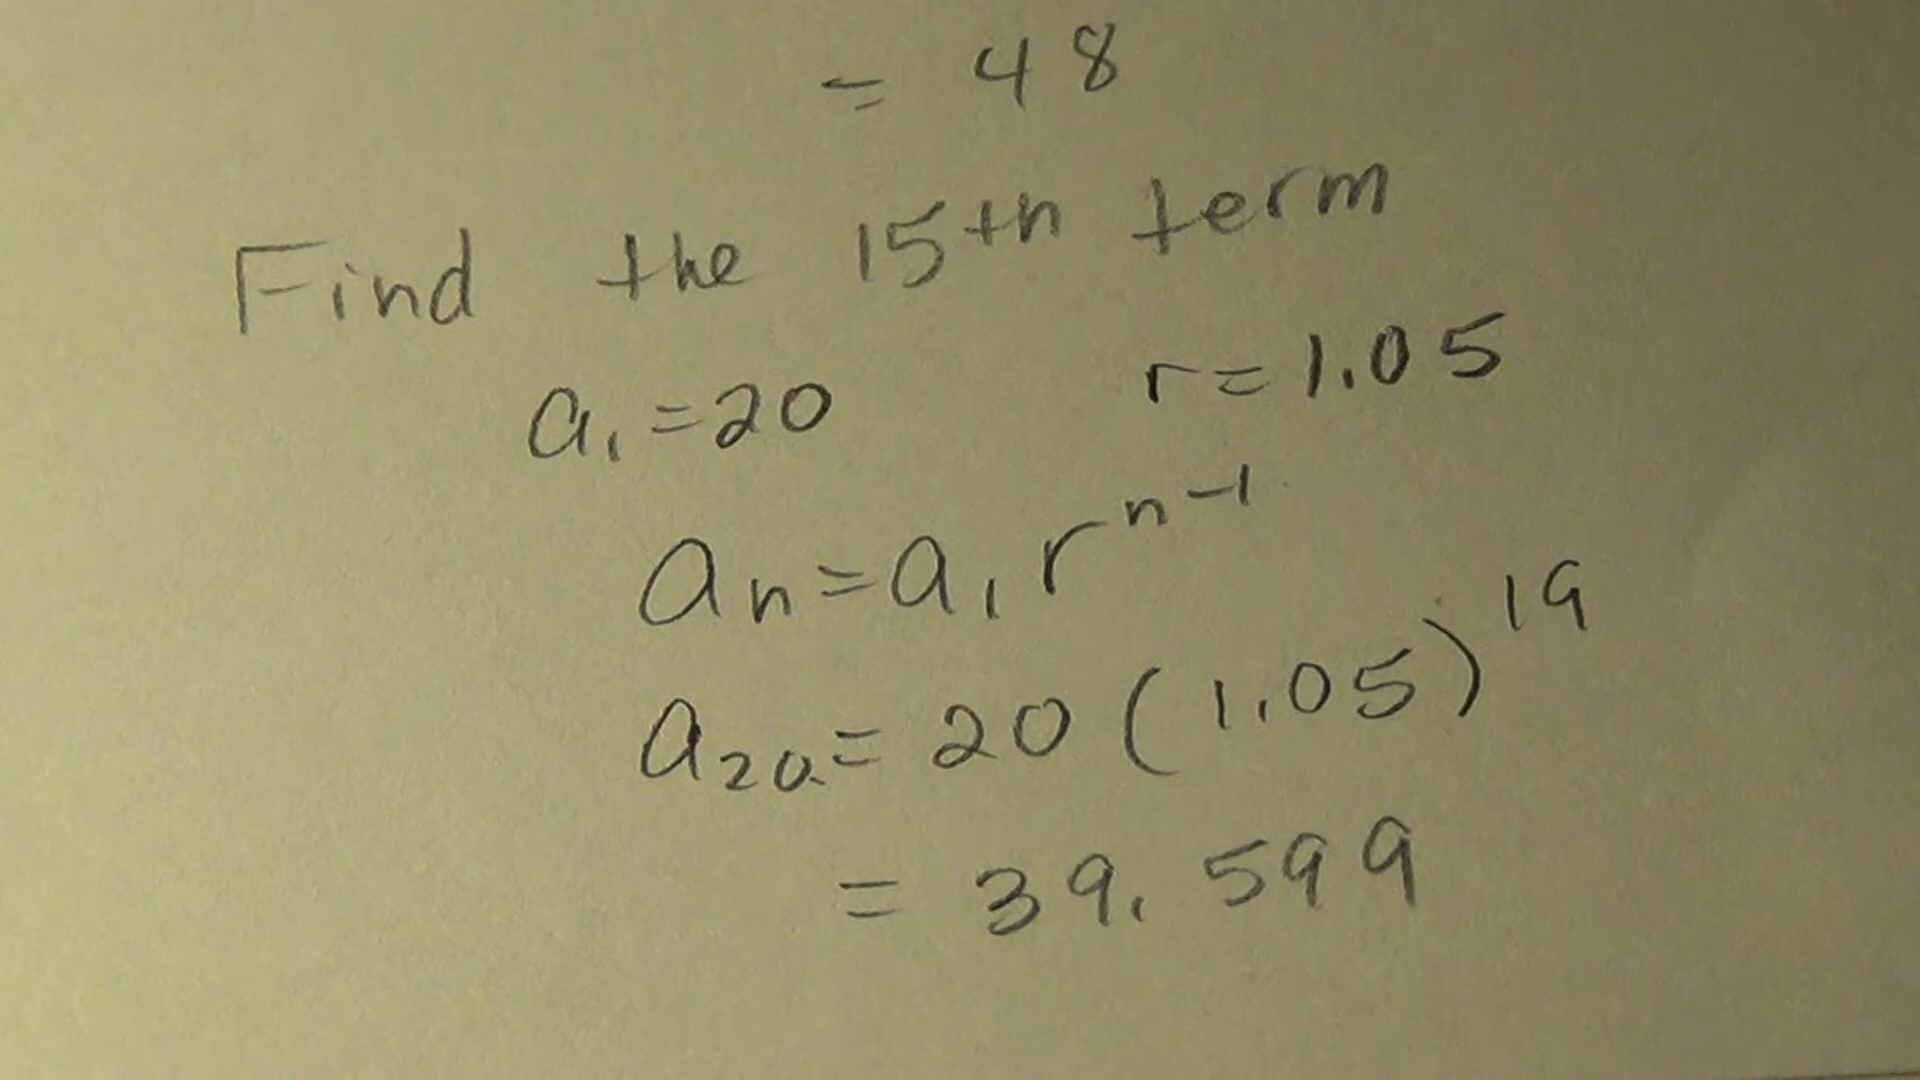 = 48
Find the 15th term
a₁ = 20 r = 1.05
aₙ = a₁ rⁿ⁻¹
a₂₀ = 20 (1.05)¹⁹
= 39.599